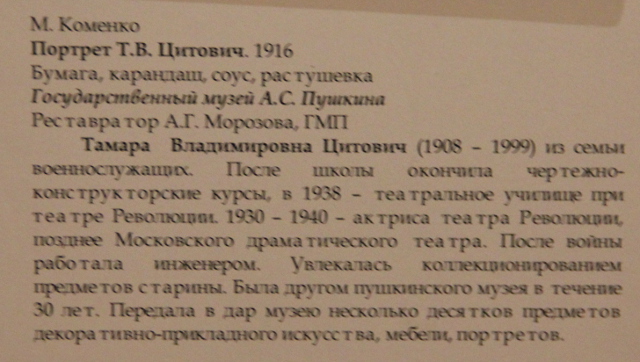 М. Коменко
Портрет Т.В. Цитович. 1916
Бумага, карандащ, соус, растушевка
Государственный музей А.С. Пушкина
Реставратор А.Г. Морозова, ГМП
Тамара Владимировна Цитович (1908 – 1999) из семьи
военнослужащих. После школы окончила чертежно-
конструкторские курсы, в 1938 – театральное училище при
театре Революции. 1930 – 1940 – актриса театра Революции,
позднее Московского драматического театра. После войны
работала инженером. Увлекалась коллекционированием
предметов старины. Была другом пушкинского музея в течение
30 лет. Передала в дар музею несколько десятков предметов
декоративно-прикладного искусства, мебели, портретов.